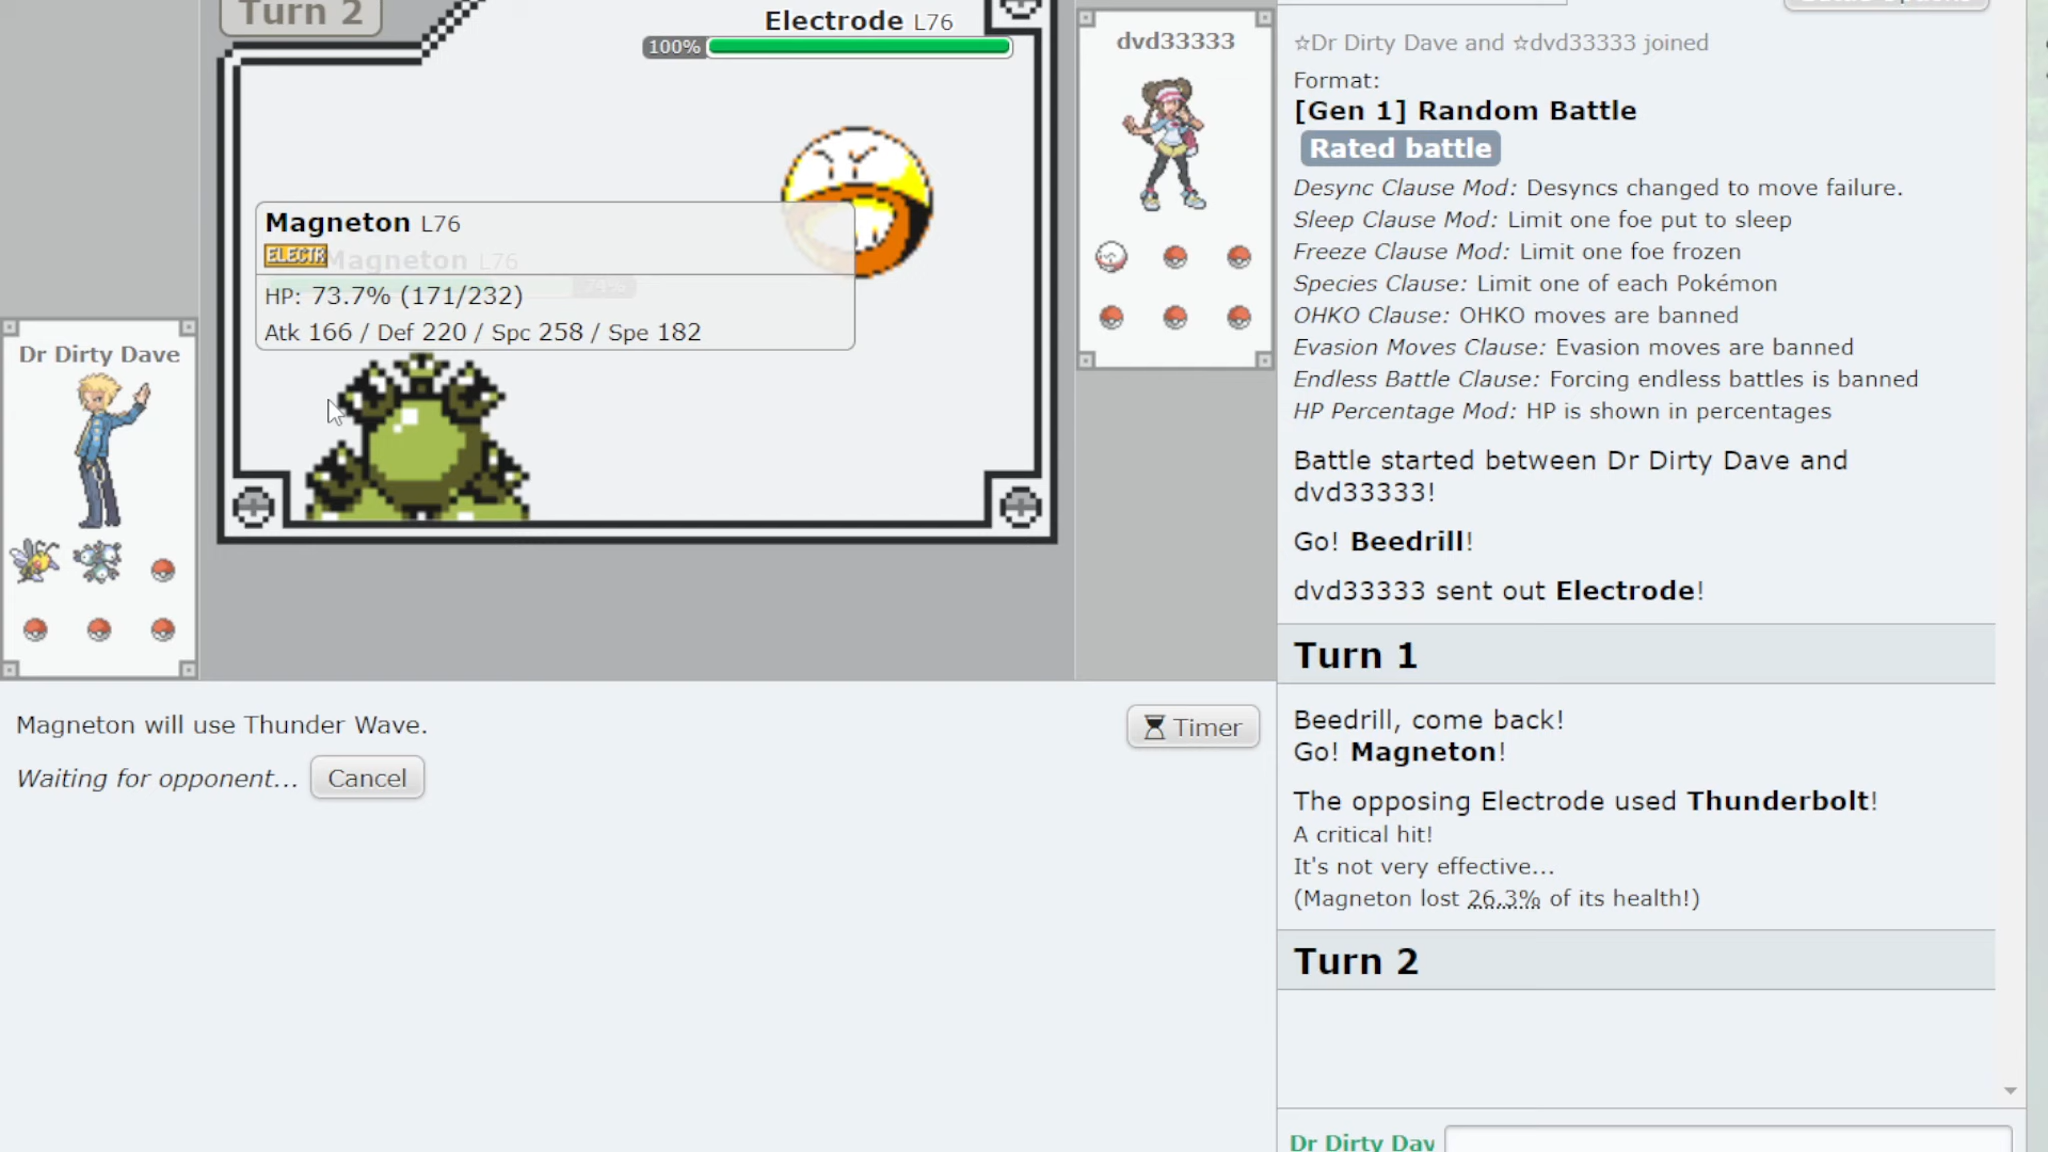 Turn 2
Electrode L76
100%
Magneton L76
ELECTR
Magneton L76
74%
HP: 73.7% (171/232)
Atk 166 / Def 220 / Spc 258 / Spe 182
Dr Dirty Dave
dvd33333
Magneton will use Thunder Wave.
Timer
Waiting for opponent...
Cancel
☆Dr Dirty Dave and ☆dvd33333 joined
Format:
[Gen 1] Random Battle
Rated battle
Desync Clause Mod: Desyncs changed to move failure.
Sleep Clause Mod: Limit one foe put to sleep
Freeze Clause Mod: Limit one foe frozen
Species Clause: Limit one of each Pokémon
OHKO Clause: OHKO moves are banned
Evasion Moves Clause: Evasion moves are banned
Endless Battle Clause: Forcing endless battles is banned
HP Percentage Mod: HP is shown in percentages
Battle started between Dr Dirty Dave and
dvd33333!
Go! Beedrill!
dvd33333 sent out Electrode!
Turn 1
Beedrill, come back!
Go! Magneton!
The opposing Electrode used Thunderbolt!
A critical hit!
It's not very effective...
(Magneton lost 26.3% of its health!)
Turn 2
Dr Dirty Dav